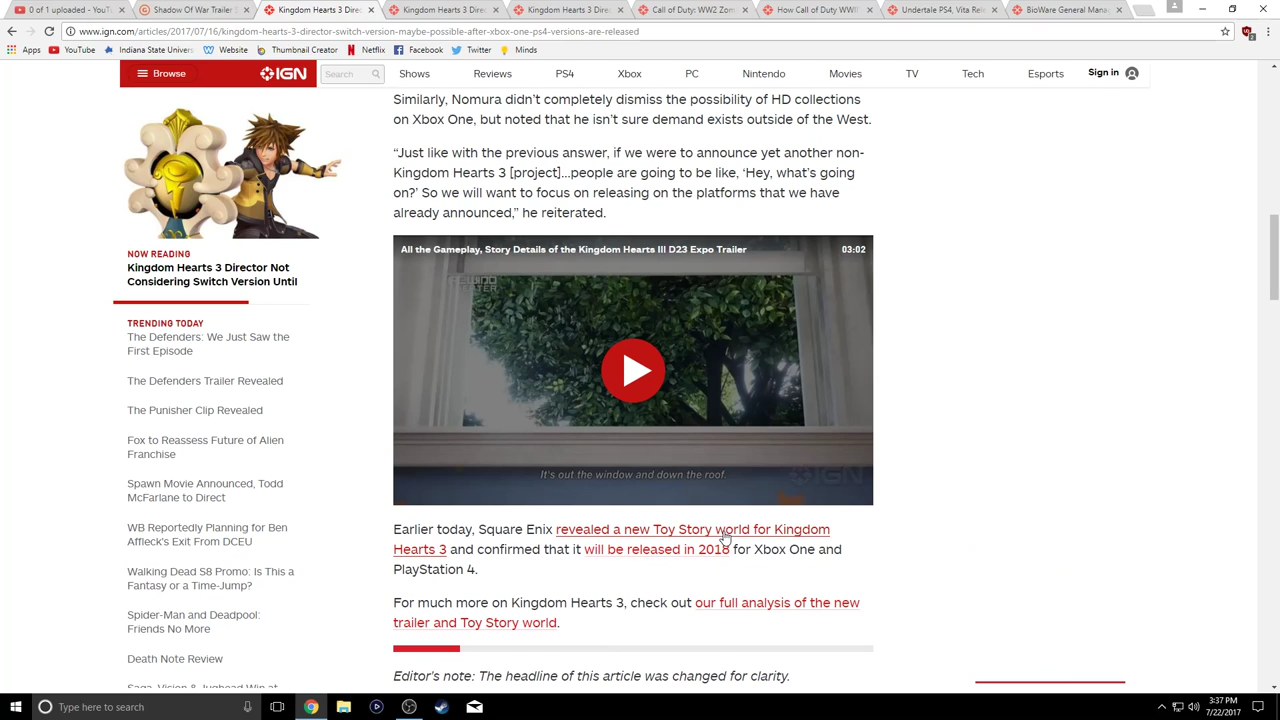 0 of 1 uploaded - YouT
Shadow Of War Trailer
Kingdom Hearts 3 Direc
Kingdom Hearts 3 Direc
Kingdom Hearts 3 Direc
Call of Duty: WW2 Zom
How Call of Duty WWII
Undertale PS4, Vita Rele
BioWare General Mana
www.ign.com/articles/2017/07/16/kingdom-hearts-3-director-switch-version-maybe-possible-after-xbox-one-ps4-versions-are-released
Apps
YouTube
Indiana State Univers
Website
Tomb Instructions
Netflix
Facebook
Twitter
Minds
Browse
IGN
Search
Shows
Reviews
PS4
Xbox
PC
Nintendo
Movies
TV
Tech
Esports
Sign in
Similarly, Nomura didn't completely dismiss the possibility of HD collections
on Xbox One, but noted that he isn't sure demand exists outside of the West.
“Just like with the previous answer, if we were to announce yet another non-
Kingdom Hearts 3 [project]...people are going to be like, ‘Hey, what's going
on?’ So we will want to focus on releasing on the platforms that we have
already announced,” he reiterated.
NOW READING
Kingdom Hearts 3 Director Not
Considering Switch Version Until
TRENDING TODAY
The Defenders: We Just Saw the
First Episode
The Defenders Trailer Revealed
The Punisher Clip Revealed
Fox to Reassess Future of Alien
Franchise
Spawn Movie Announced, Todd
McFarlane to Direct
WB Reportedly Planning for Ben
Affleck's Exit From DCEU
Walking Dead S8 Promo: Is This a
Fantasy or a Time-Jump?
Spider-Man and Deadpool:
Friends No More
Death Note Review
Saga, Vision & Jughead Win at
All the Gameplay, Story Details of the Kingdom Hearts III D23 Expo Trailer
03:02
REWIND
THEATER
It's out the window and down the roof.
IGN
Earlier today, Square Enix revealed a new Toy Story world for Kingdom
Hearts 3 and confirmed that it will be released in 2018 for Xbox One and
PlayStation 4.
For much more on Kingdom Hearts 3, check out our full analysis of the new
trailer and Toy Story world.
Editor's note: The headline of this article was changed for clarity.
Type here to search
3:37 PM
7/22/2017